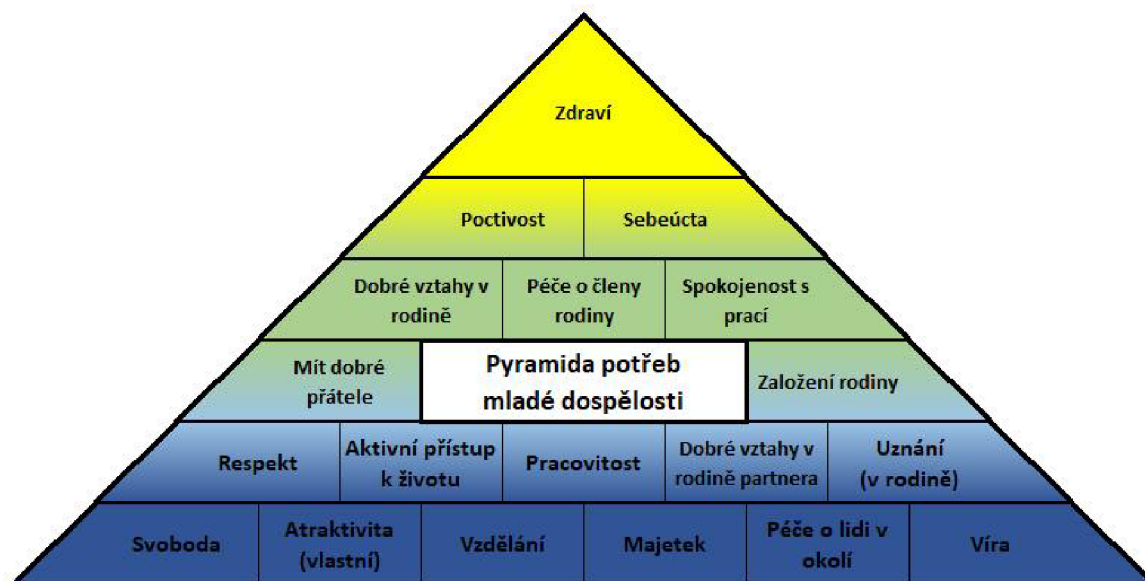 Zdraví
Poctivost
Sebeúcta
Dobré vztahy v
rodině
Péče o členy
rodiny
Spokojenost s
prací
Mít dobré
přátele
Pyramida potřeb
mladé dospělosti
Založení rodiny
Respekt
Aktivní přístup
k životu
Pracovitost
Dobré vztahy v
rodině partnera
Uznání
(v rodině)
Svoboda
Atraktivita
(vlastní)
Vzdělání
Majetek
Péče o lidi v
okolí
Víra